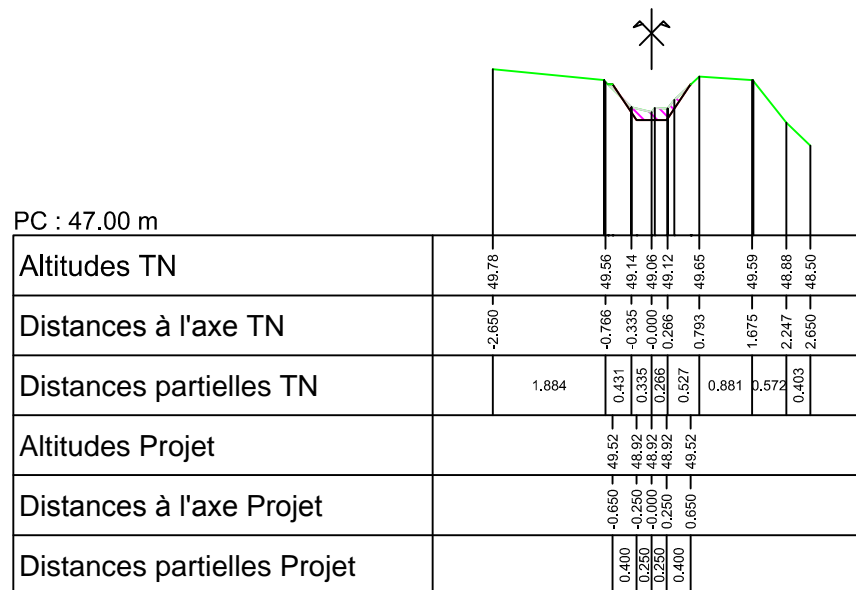 PC : 47.00 m
Altitudes TN 49.78 49.56 49.14 49.06 49.12 49.65 49.59 48.88 48.50
Distances à l'axe TN -2.650 -0.766 -0.335 -0.000 0.266 0.793 1.675 2.247 2.650
Distances partielles TN 1.884 0.431 0.335 0.266 0.527 0.881 0.572 0.403
Altitudes Projet 49.52 48.92 48.92 48.92 49.52
Distances à l'axe Projet -0.650 -0.250 -0.000 0.250 0.650
Distances partielles Projet 0.400 0.250 0.250 0.400